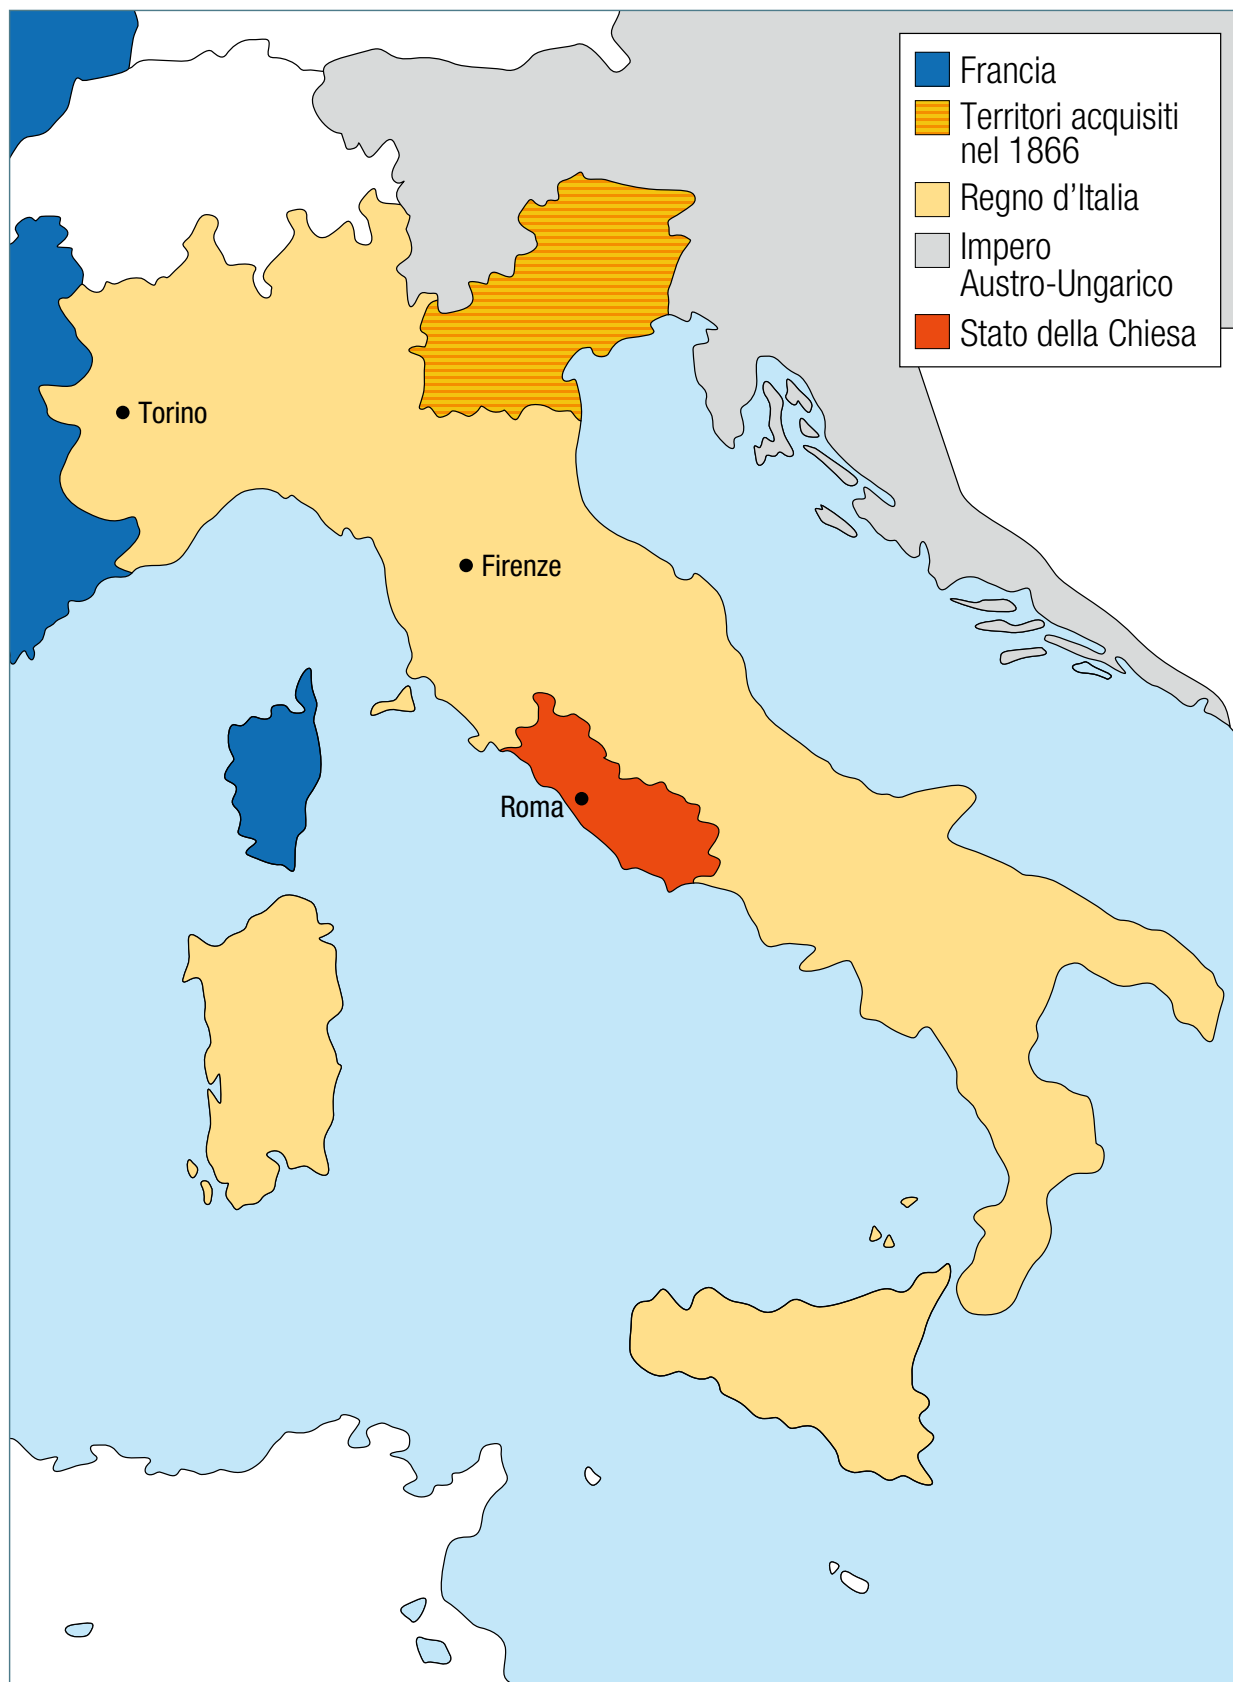 Francia
Territori acquisiti
nel 1866
Regno d'Italia
Impero
Austro-Ungarico
Stato della Chiesa
Torino
Firenze
Roma